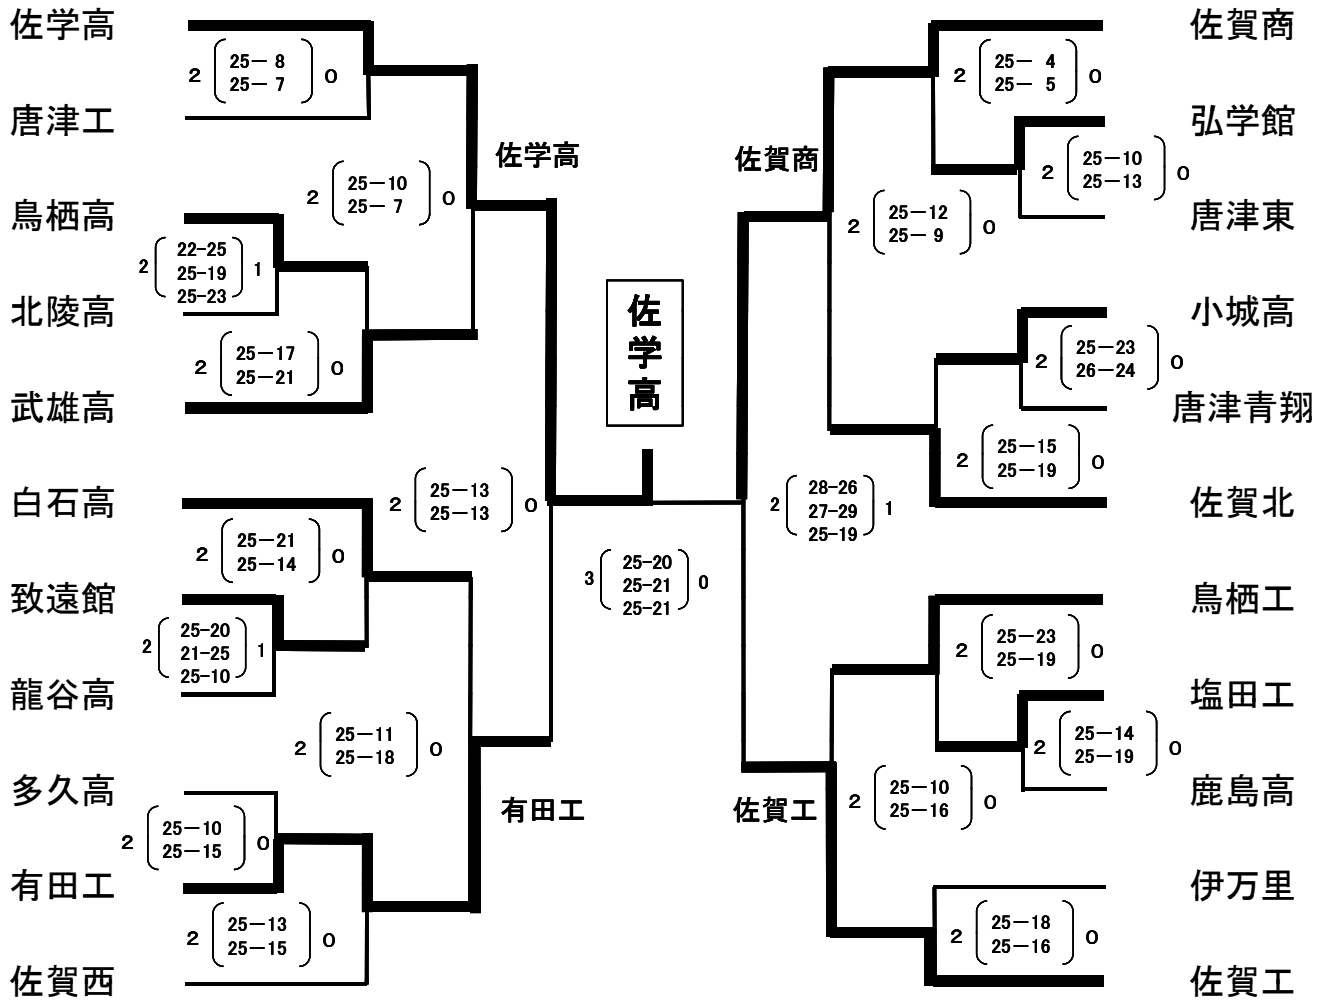 佐学高
唐津工
鳥栖高
北陵高
武雄高
白石高
致遠館
龍谷高
多久高
有田工
佐賀西
2 25－ 8 0
25－ 7
2 25－10 0
25－ 7
2 22-25 1
25-19
25-23
2 25－17 0
25－21
2 25－13 0
25－13
2 25－21 0
25－14
2 25-20 1
21-25
25-10
2 25－11 0
25－18
2 25－10 0
25－15
2 25－13 0
25－15
佐学高
有田工
佐学高
3 25-20 0
25-21
25-21
佐賀商
佐賀工
2 25－ 4 0
25－ 5
2 25－10 0
25－13
2 25－12 0
25－ 9
2 25－23 0
26－24
2 25－15 0
25－19
2 28-26 1
27-29
25-19
2 25－23 0
25－19
2 25－14 0
25－19
2 25－10 0
25－16
2 25－18 0
25－16
佐賀商
弘学館
唐津東
小城高
唐津青翔
佐賀北
鳥栖工
塩田工
鹿島高
伊万里
佐賀工